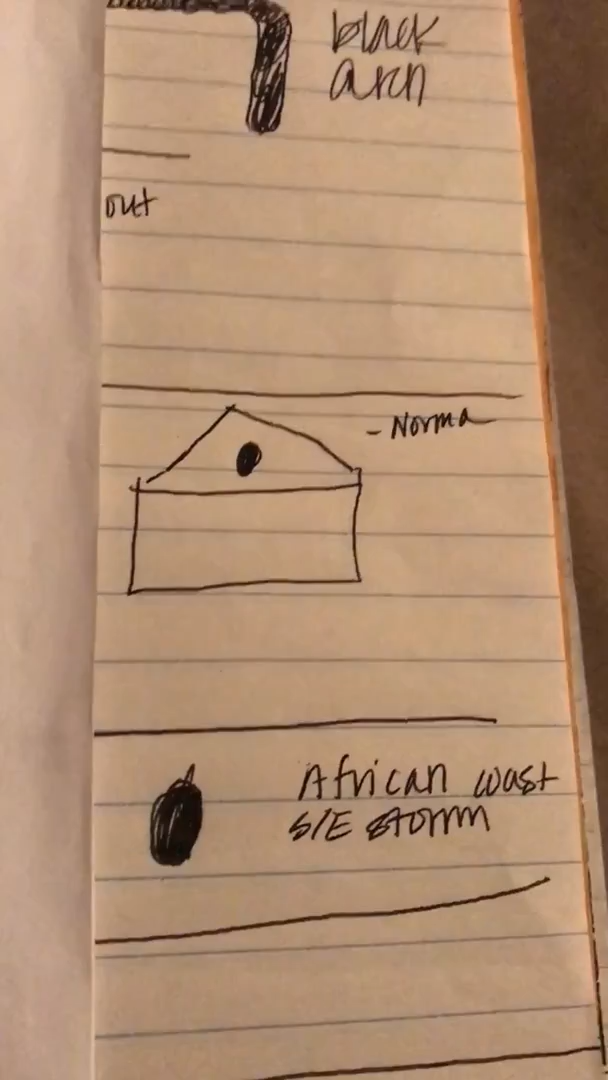 black
arch
out
- Norma
African coast
S/E storm